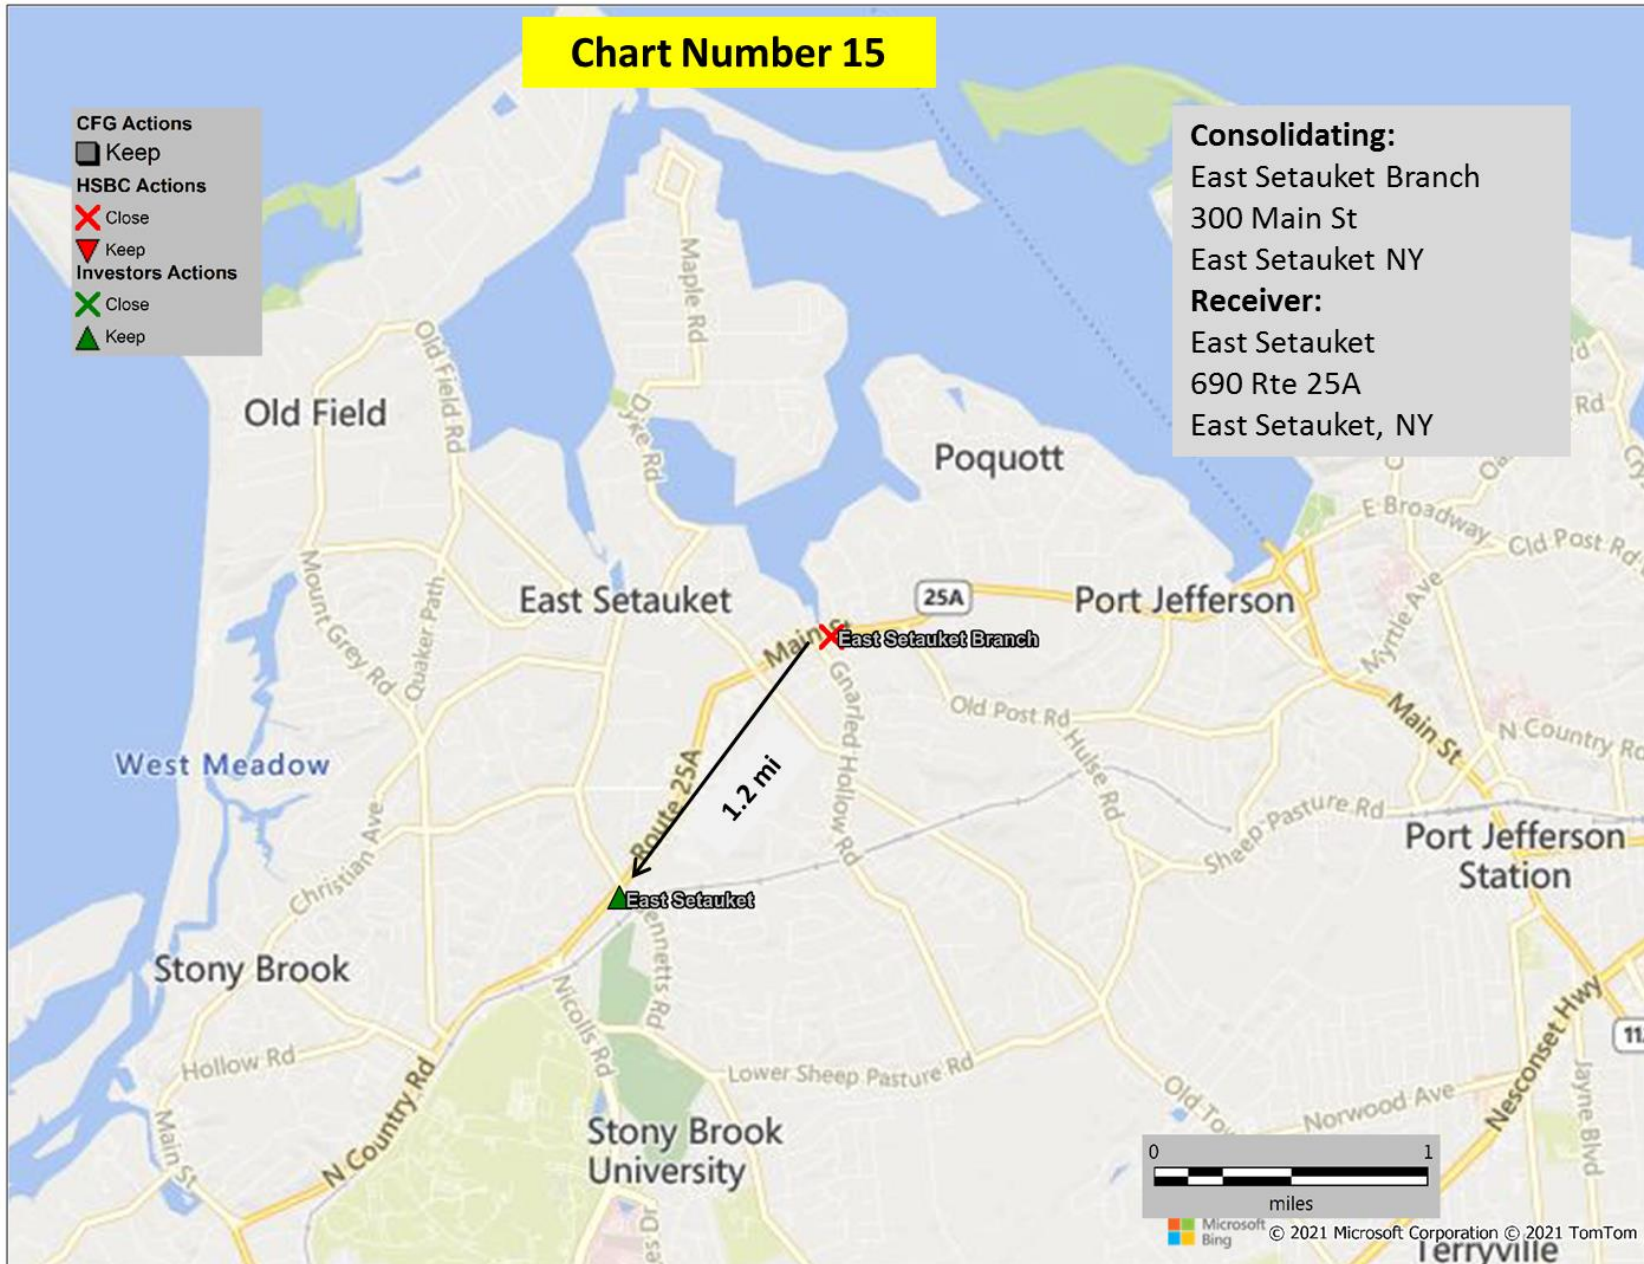 Chart Number 15
CFG Actions
Keep
HSBC Actions
Close
Keep
Investors Actions
Close
Keep
Consolidating:
East Setauket Branch
300 Main St
East Setauket NY
Receiver:
East Setauket
690 Rte 25A
East Setauket, NY
Maple Rd
Old Field Rd
Old Field
Dyke Rd
Poquott
Rd
E Broadway
Old Post Rd
Mount Grey Rd
Quaker Path
East Setauket
25A
Port Jefferson
Myrtle Ave
Main St
East Setauket Branch
Gnarled Hollow Rd
Old Post Rd
Hulse Rd
Main St
N Country Rd
West Meadow
Route 25A
1.2 mi
Sheep Pasture Rd
Port Jefferson
Station
Christian Ave
East Setauket
Bennetts Rd
Stony Brook
Nicolls Rd
Nesconset Hwy
11
Hollow Rd
N Country Rd
Lower Sheep Pasture Rd
Norwood Ave
Jayne Blvd
Main St
Stony Brook
University
0 1
miles
Microsoft
Bing
© 2021 Microsoft Corporation © 2021 TomTom
Terryville